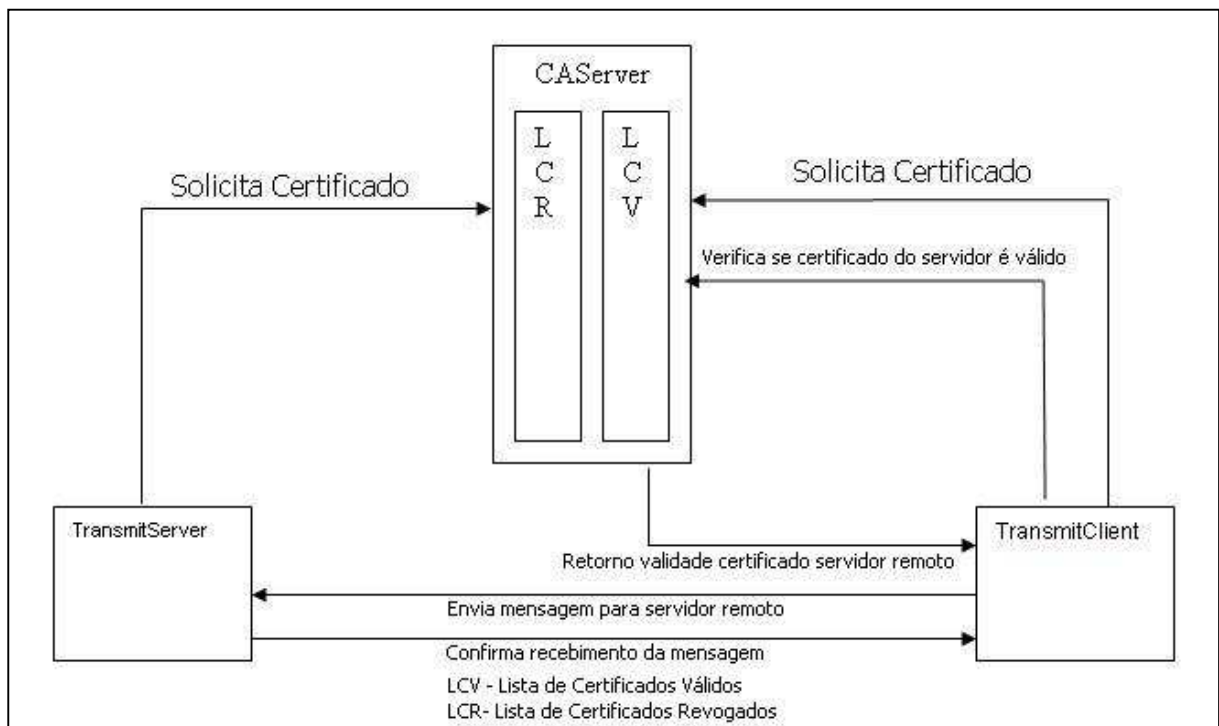 CAServer
L
C
R
L
C
V
Solicita Certificado
Solicita Certificado
Verifica se certificado do servidor é válido
TransmitServer
TransmitClient
Retorno validade certificado servidor remoto
Envia mensagem para servidor remoto
Confirma recebimento da mensagem
LCV - Lista de Certificados Válidos
LCR- Lista de Certificados Revogados